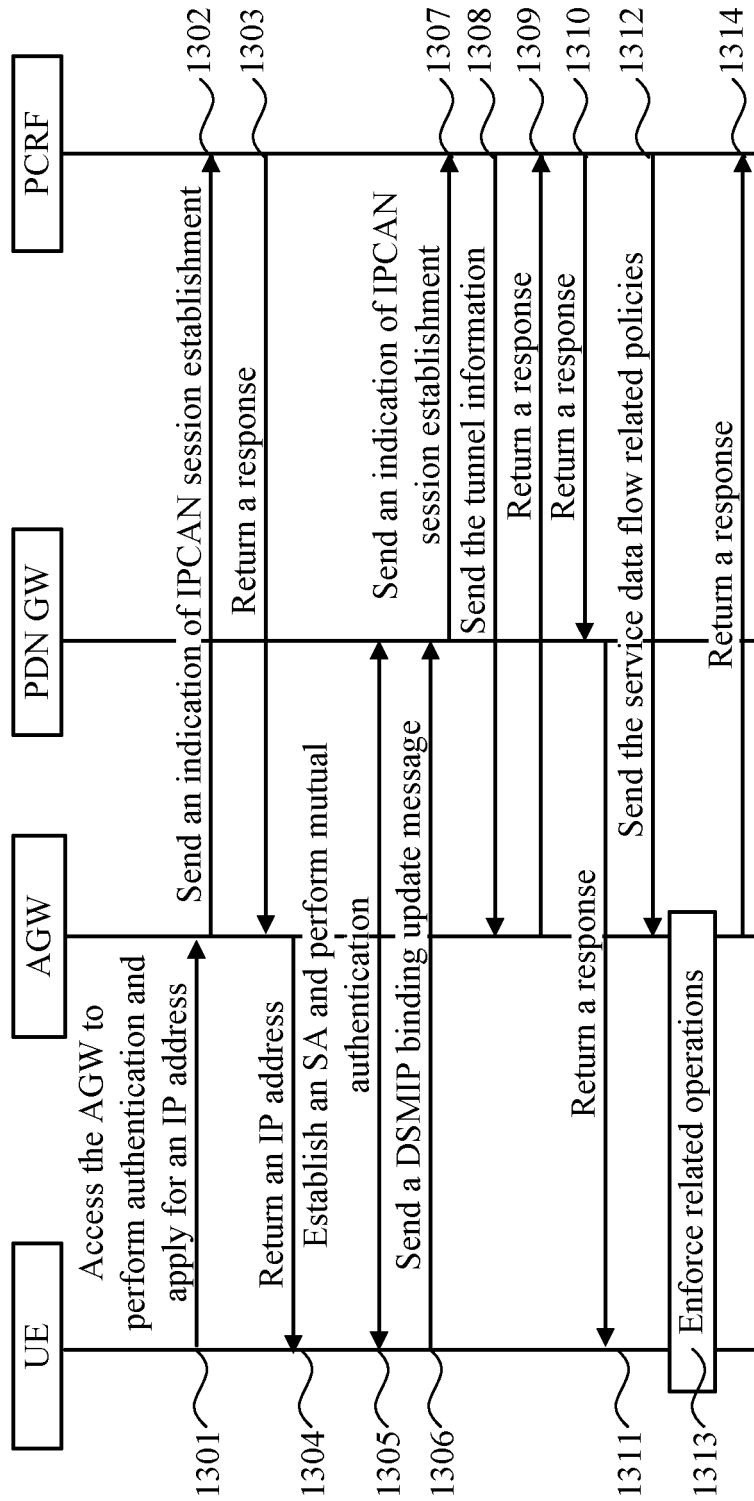 UE
AGW
PDN GW
PCRF
Access the AGW to
perform authentication and
apply for an IP address
1301
Send an indication of IPCAN session establishment
1302
Return a response
1303
Return an IP address
1304
Establish an SA and perform mutual
authentication
1305
Send a DSMIP binding update message
1306
Send an indication of IPCAN
session establishment
1307
Send the tunnel information
1308
Return a response
1309
Return a response
1310
Return a response
1311
Send the service data flow related policies
1312
Enforce related operations
1313
Return a response
1314